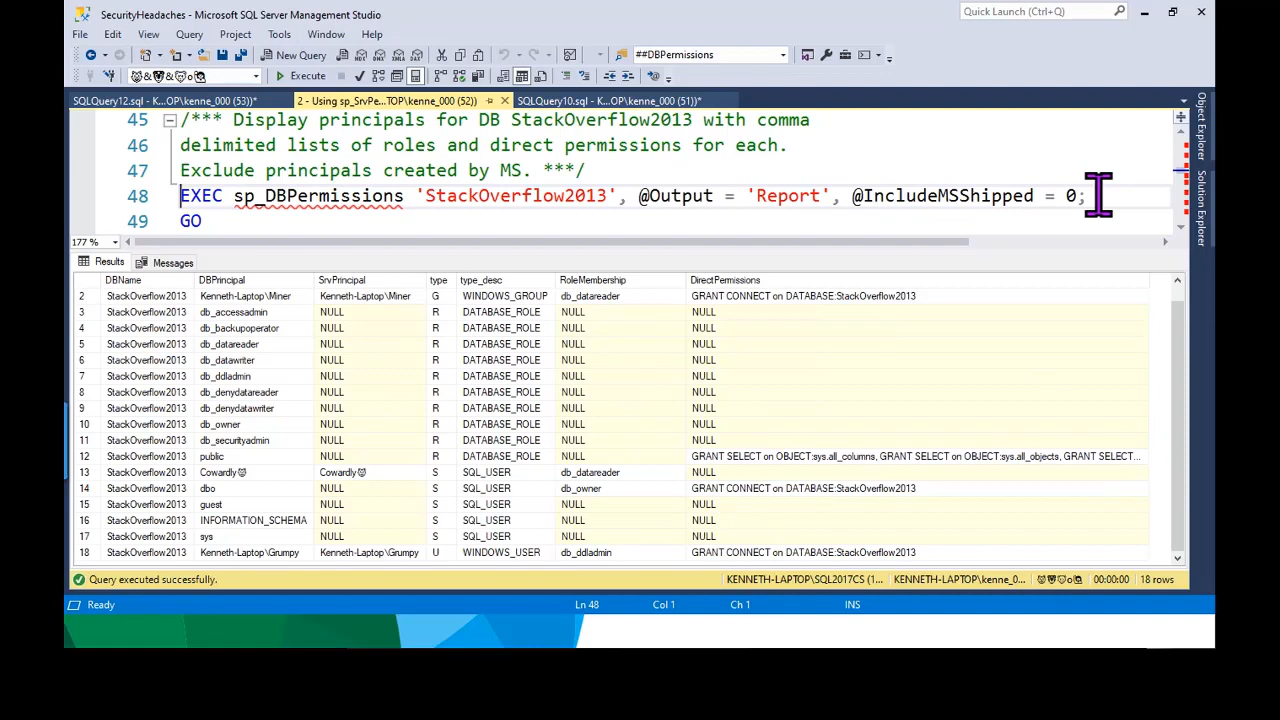 SecurityHeadaches - Microsoft SQL Server Management Studio
Quick Launch (Ctrl+Q)
File Edit View Query Project Tools Window Help
New Query ##DBPermissions
Execute
SQLQuery12.sql - K...OP\kenne_000 (53))* 2 - Using sp_SrvPe...TOP\kenne_000 (52)) SQLQuery10.sql - K...OP\kenne_000 (51))*
Object Explorer
Solution Explorer
45 /*** Display principals for DB StackOverflow2013 with comma
46 delimited lists of roles and direct permissions for each.
47 Exclude principals created by MS. ***/
48 EXEC sp_DBPermissions 'StackOverflow2013', @Output = 'Report', @IncludeMSShipped = 0;
49 GO
177 %
Results Messages
DBName DBPrincipal SrvPrincipal type type_desc RoleMembership DirectPermissions
2 StackOverflow2013 Kenneth-Laptop\Miner Kenneth-Laptop\Miner G WINDOWS_GROUP db_datareader GRANT CONNECT on DATABASE:StackOverflow2013
3 StackOverflow2013 db_accessadmin NULL R DATABASE_ROLE NULL NULL
4 StackOverflow2013 db_backupoperator NULL R DATABASE_ROLE NULL NULL
5 StackOverflow2013 db_datareader NULL R DATABASE_ROLE NULL NULL
6 StackOverflow2013 db_datawriter NULL R DATABASE_ROLE NULL NULL
7 StackOverflow2013 db_ddladmin NULL R DATABASE_ROLE NULL NULL
8 StackOverflow2013 db_denydatareader NULL R DATABASE_ROLE NULL NULL
9 StackOverflow2013 db_denydatawriter NULL R DATABASE_ROLE NULL NULL
10 StackOverflow2013 db_owner NULL R DATABASE_ROLE NULL NULL
11 StackOverflow2013 db_securityadmin NULL R DATABASE_ROLE NULL NULL
12 StackOverflow2013 public NULL R DATABASE_ROLE NULL GRANT SELECT on OBJECT:sys.all_columns, GRANT SELECT on OBJECT:sys.all_objects, GRANT SELECT...
13 StackOverflow2013 Cowardly Cowardly S SQL_USER db_datareader NULL
14 StackOverflow2013 dbo NULL S SQL_USER db_owner GRANT CONNECT on DATABASE:StackOverflow2013
15 StackOverflow2013 guest NULL S SQL_USER NULL NULL
16 StackOverflow2013 INFORMATION_SCHEMA NULL S SQL_USER NULL NULL
17 StackOverflow2013 sys NULL S SQL_USER NULL NULL
18 StackOverflow2013 Kenneth-Laptop\Grumpy Kenneth-Laptop\Grumpy U WINDOWS_USER db_ddladmin GRANT CONNECT on DATABASE:StackOverflow2013
Query executed successfully. KENNETH-LAPTOP\SQL2017CS (1... KENNETH-LAPTOP\kenne_0... 00:00:00 18 rows
Ready Ln 48 Col 1 Ch 1 INS